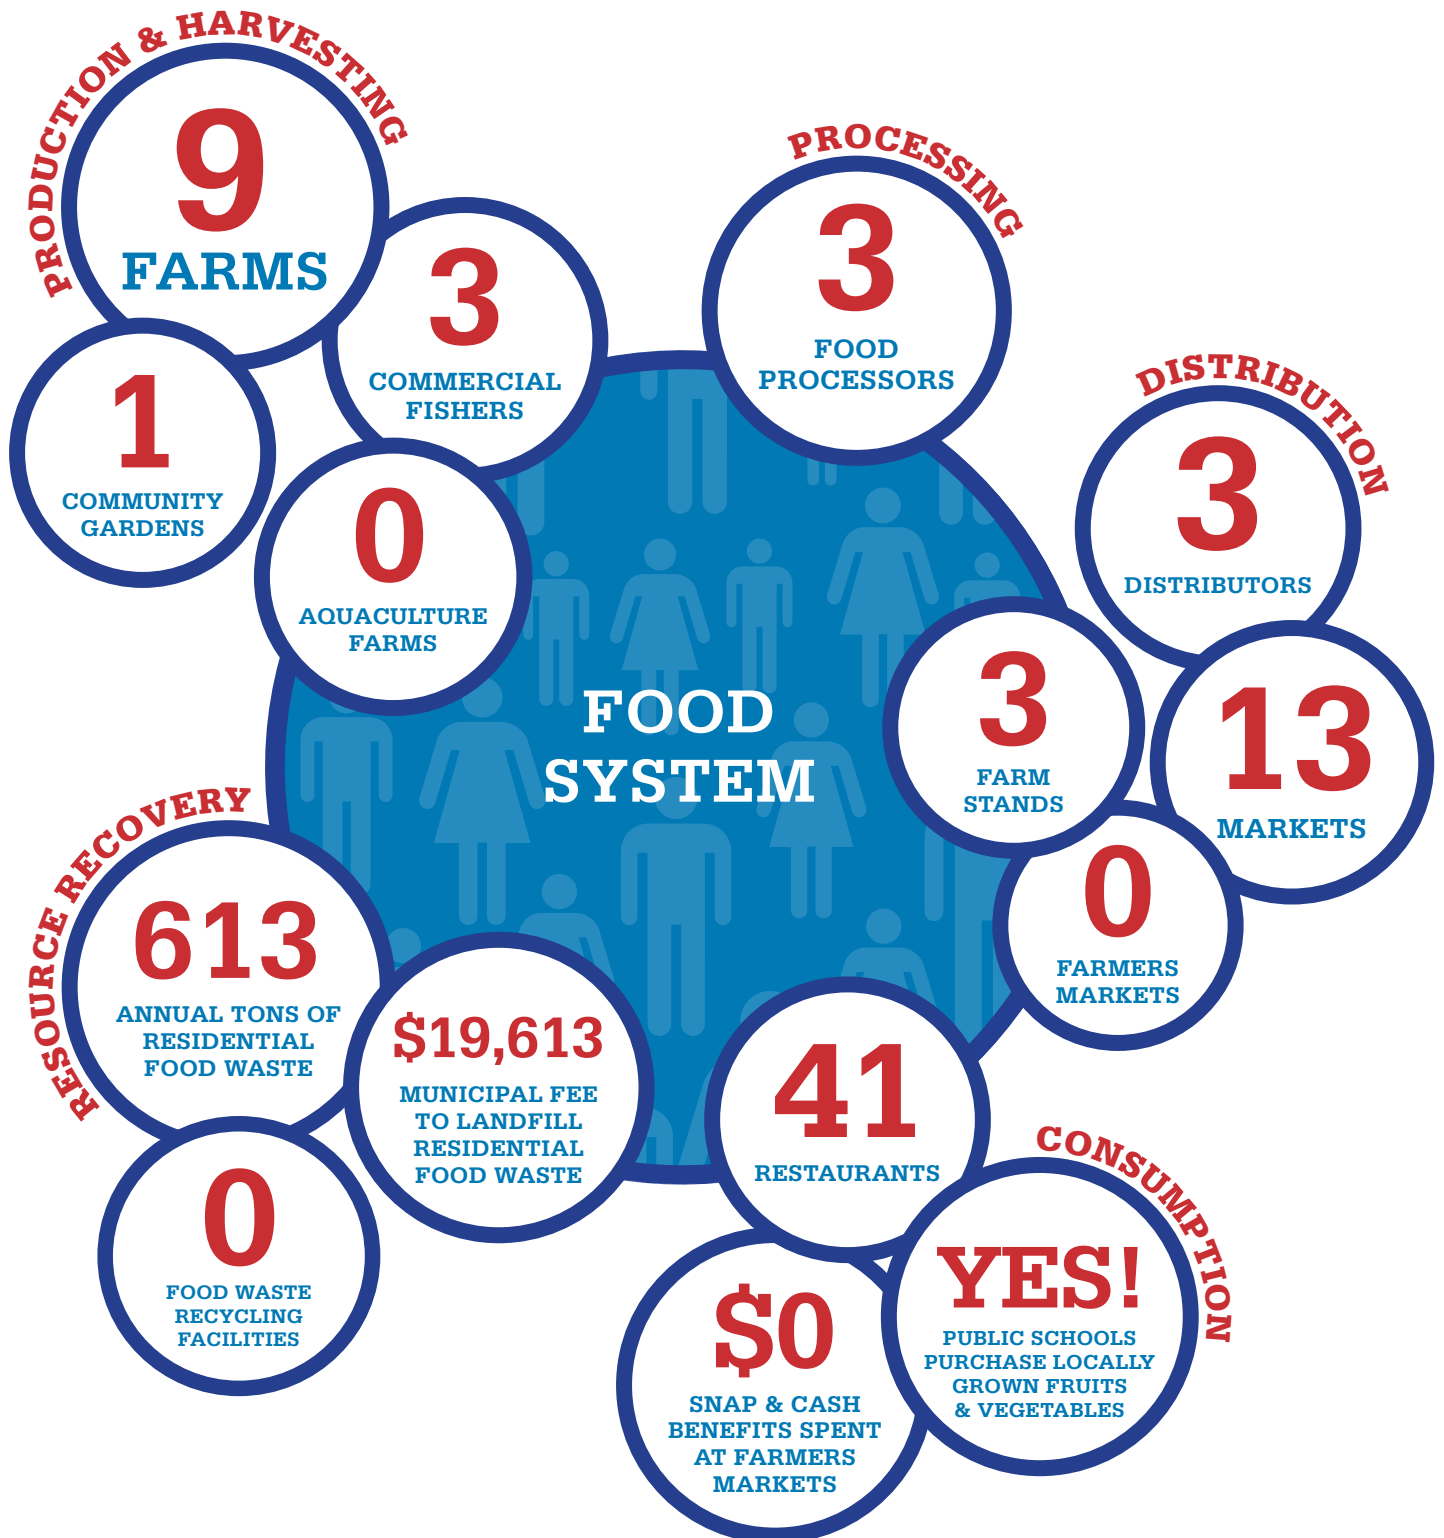 PRODUCTION & HARVESTING
9
FARMS
3
COMMERCIAL
FISHERS
1
COMMUNITY
GARDENS
0
AQUACULTURE
FARMS
PROCESSING
3
FOOD
PROCESSORS
DISTRIBUTION
3
DISTRIBUTORS
3
FARM
STANDS
13
MARKETS
0
FARMERS
MARKETS
FOOD
SYSTEM
RESOURCE RECOVERY
613
ANNUAL TONS OF
RESIDENTIAL
FOOD WASTE
$19,613
MUNICIPAL FEE
TO LANDFILL
RESIDENTIAL
FOOD WASTE
0
FOOD WASTE
RECYCLING
FACILITIES
41
RESTAURANTS
CONSUMPTION
YES!
PUBLIC SCHOOLS
PURCHASE LOCALLY
GROWN FRUITS
& VEGETABLES
$0
SNAP & CASH
BENEFITS SPENT
AT FARMERS
MARKETS